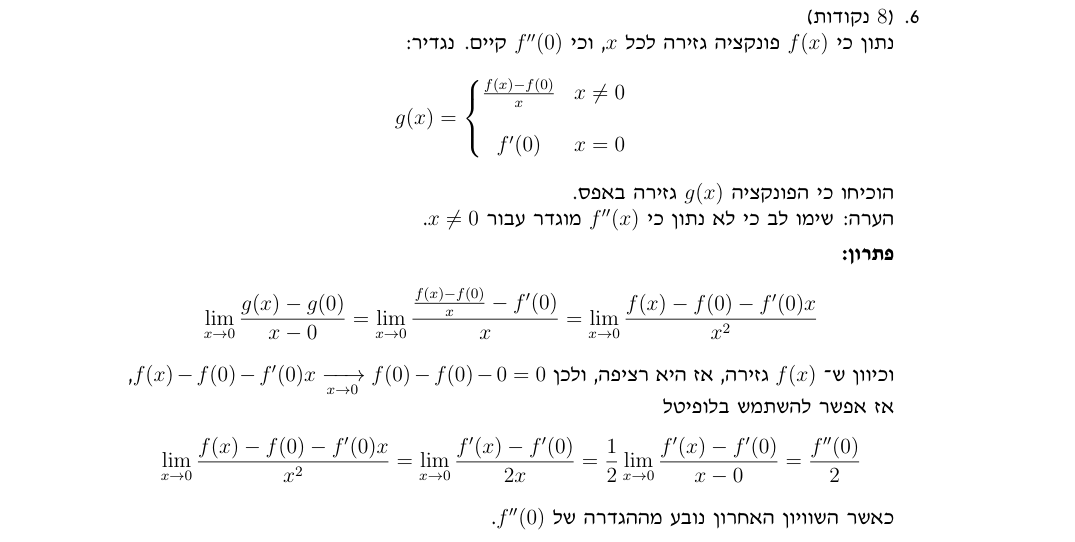 6. (8 נקודות)
נתון כי f(x) פונקציה גזירה לכל x, וכי f″(0) קיים. נגדיר:
g(x) = { (f(x)−f(0))/x   x ≠ 0
f′(0)   x = 0
הוכיחו כי הפונקציה g(x) גזירה באפס.
הערה: שימו לב כי לא נתון כי f″(x) מוגדר עבור x ≠ 0.
פתרון:
lim_{x→0} (g(x) − g(0))/(x − 0) = lim_{x→0} ((f(x)−f(0))/x − f′(0))/x = lim_{x→0} (f(x) − f(0) − f′(0)x)/x²
וכיוון ש־ f(x) גזירה, אז היא רציפה, ולכן f(x) − f(0) − f′(0)x ⟶_{x→0} f(0) − f(0) − 0 = 0,
אז אפשר להשתמש בלופיטל
lim_{x→0} (f(x) − f(0) − f′(0)x)/x² = lim_{x→0} (f′(x) − f′(0))/2x = 1/2 lim_{x→0} (f′(x) − f′(0))/(x − 0) = f″(0)/2
כאשר השוויון האחרון נובע מההגדרה של f″(0).